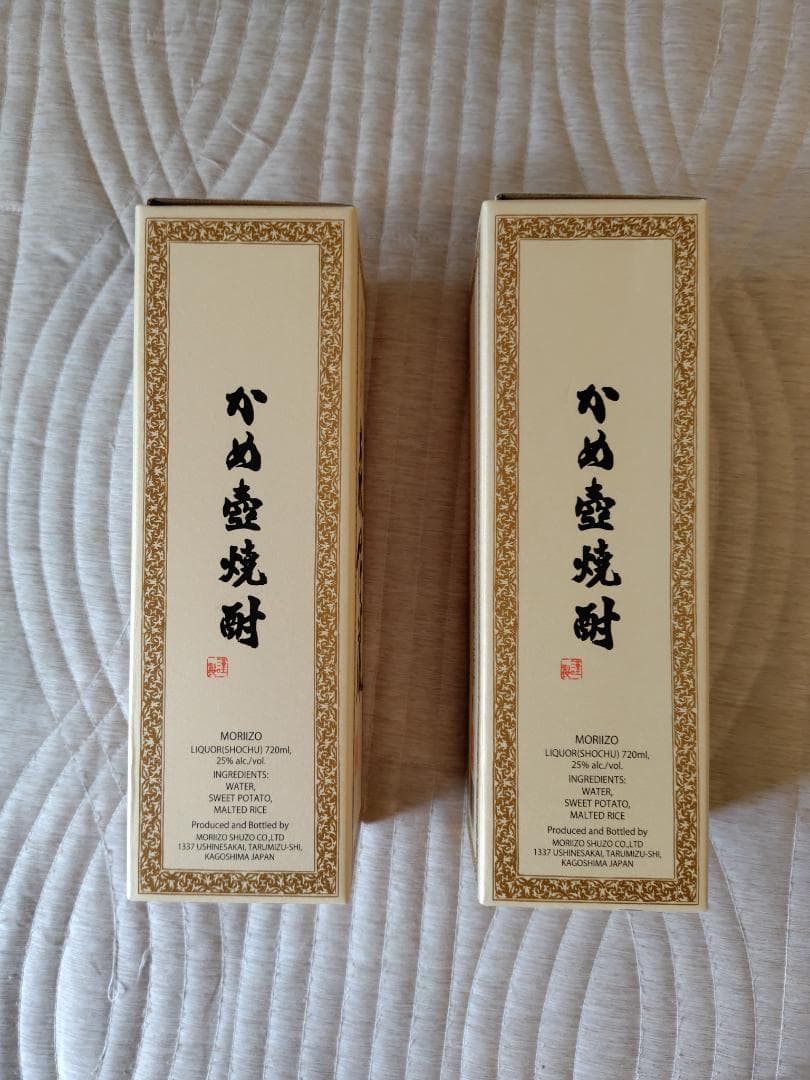 かめ壺焼酎
MORIIZO
LIQUOR(SHOCHU) 720ml,
25% alc./vol.
INGREDIENTS:
WATER,
SWEET POTATO,
MALTED RICE
Produced and Bottled by
MORIIZO SHUZO CO.,LTD
1337 USHINESAKAI, TARUMIZU-SHI,
KAGOSHIMA JAPAN
かめ壺焼酎
MORIIZO
LIQUOR(SHOCHU) 720ml,
25% alc./vol.
INGREDIENTS:
WATER,
SWEET POTATO,
MALTED RICE
Produced and Bottled by
MORIIZO SHUZO CO.,LTD
1337 USHINESAKAI, TARUMIZU-SHI,
KAGOSHIMA JAPAN